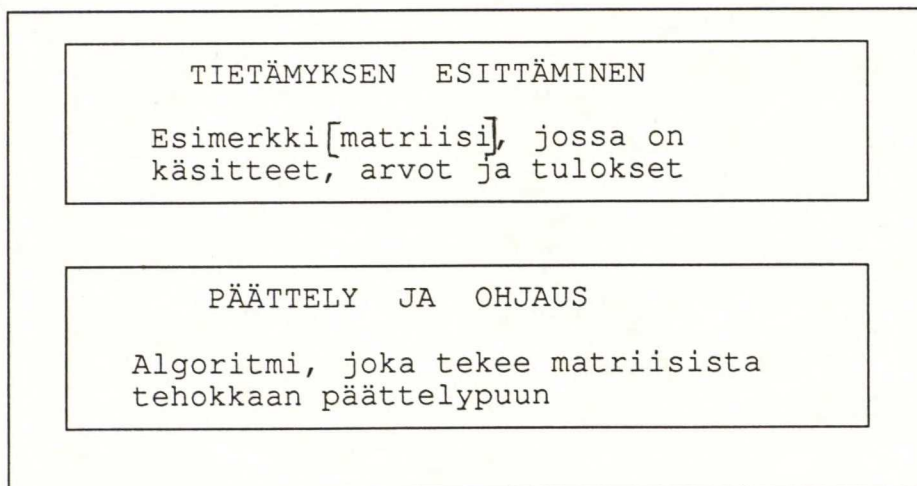 TIETÄMYKSEN ESITTÄMINEN
Esimerkki[matriisi], jossa on
käsitteet, arvot ja tulokset
PÄÄTTELY JA OHJAUS
Algoritmi, joka tekee matriisista
tehokkaan päättelypuun